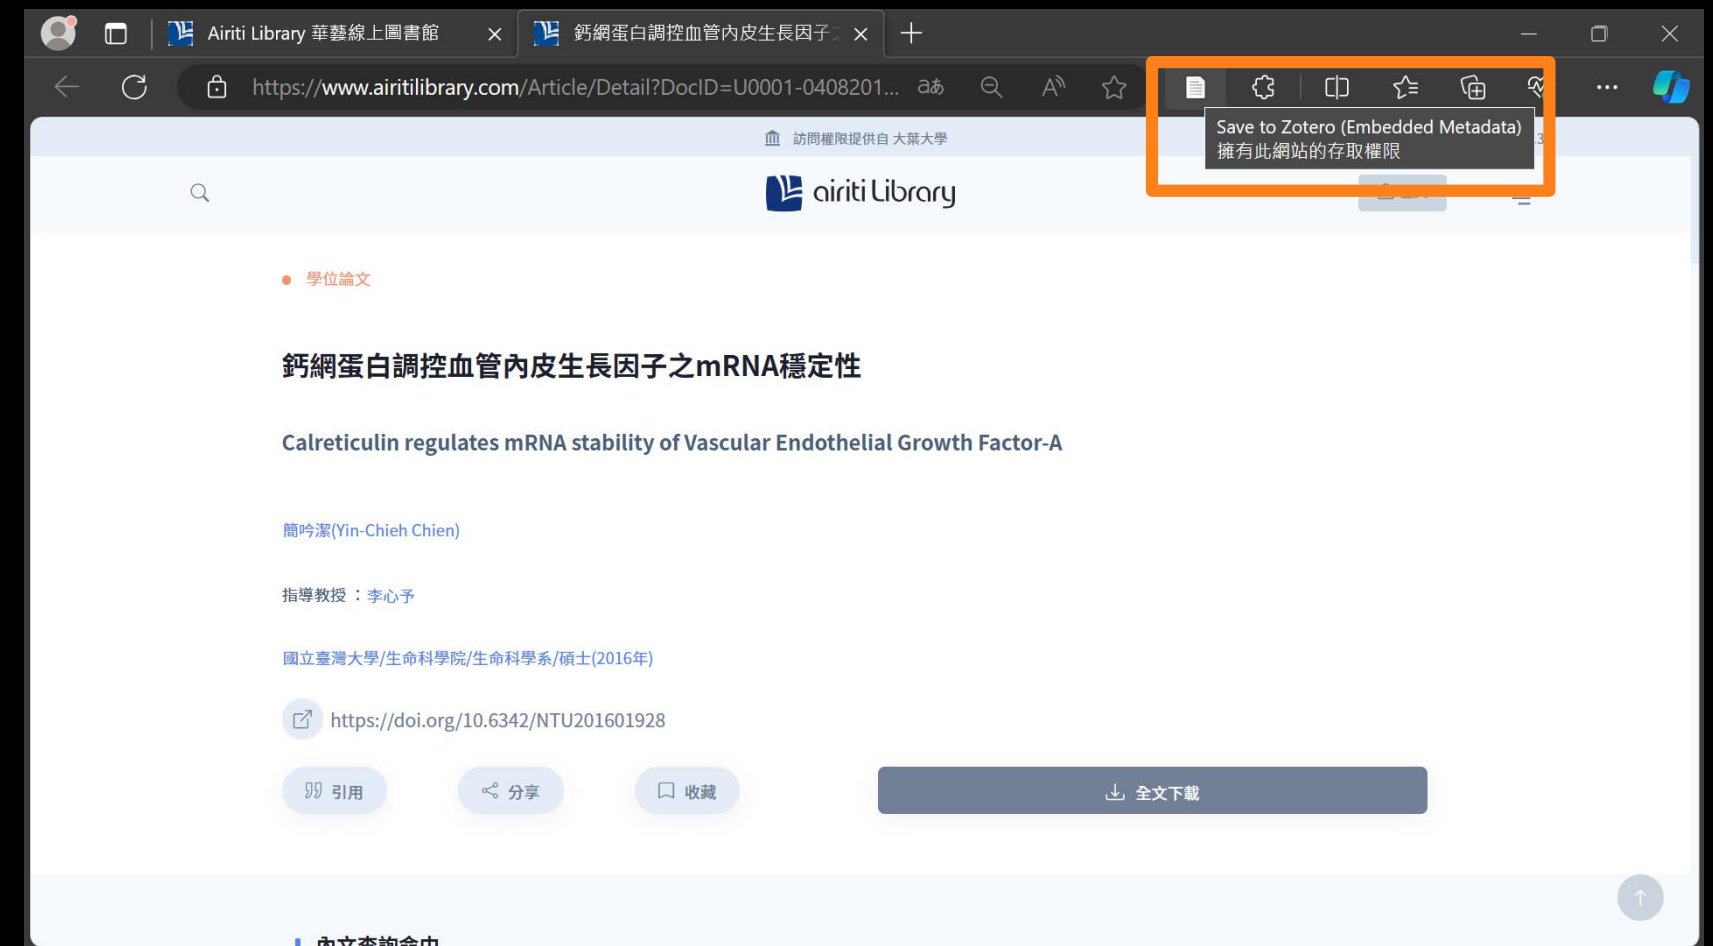 Airiti Library 華藝線上圖書館
鈣網蛋白調控血管內皮生長因子
https://www.airitilibrary.com/Article/Detail?DocID=U0001-0408201...
Save to Zotero (Embedded Metadata)
擁有此網站的存取權限
訪問權限提供自 大葉大學
airiti Library
學位論文
鈣網蛋白調控血管內皮生長因子之mRNA穩定性
Calreticulin regulates mRNA stability of Vascular Endothelial Growth Factor-A
簡吟潔(Yin-Chieh Chien)
指導教授 ：李心予
國立臺灣大學/生命科學院/生命科學系/碩士(2016年)
https://doi.org/10.6342/NTU201601928
引用 分享 收藏 全文下載
內文查詢命中